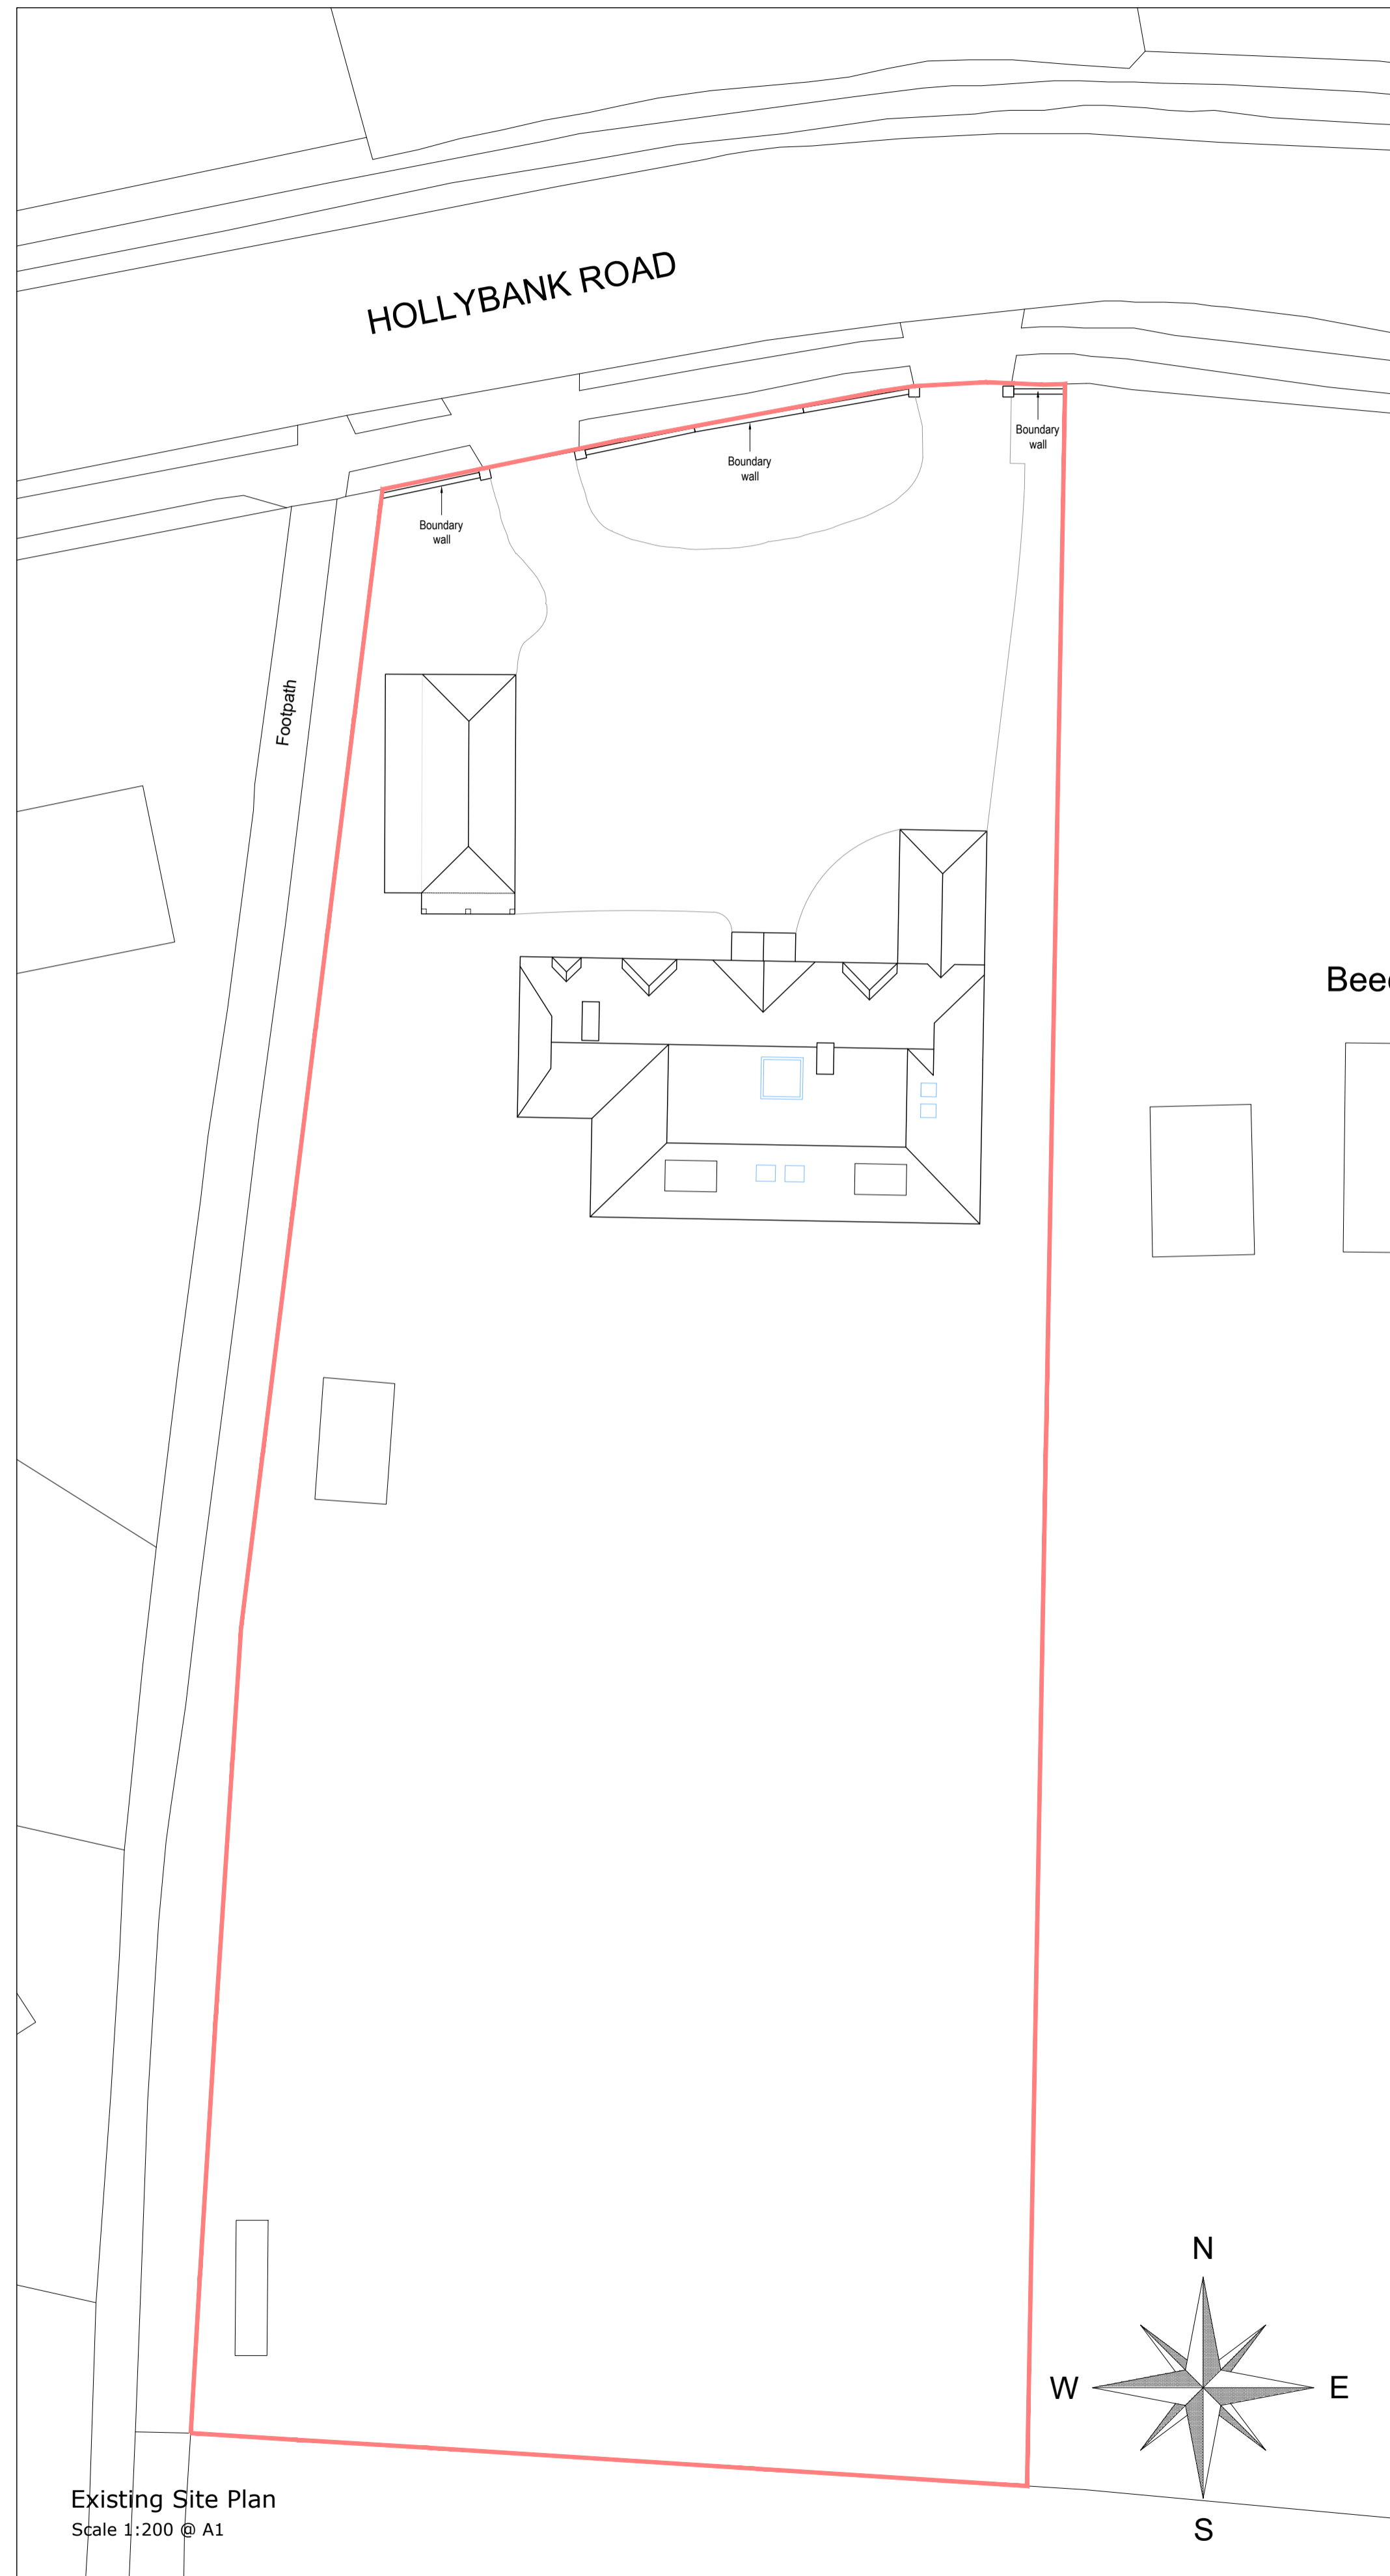 HOLLYBANK ROAD
Boundary
wall
Boundary
wall
Boundary
wall
Footpath
N
W
E
S
Existing Site Plan
Scale 1:200 @ A1